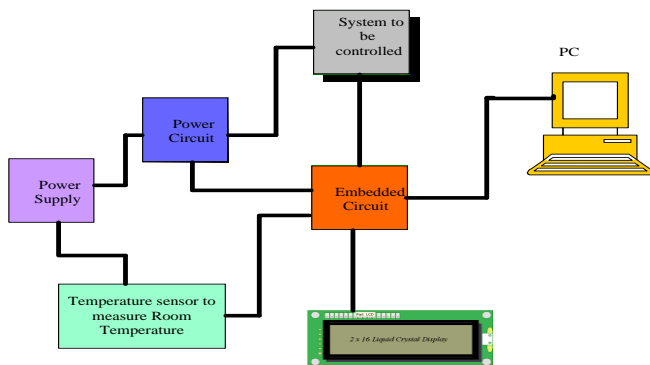 System to
be
controlled
PC
Power
Circuit
Power
Supply
Embedded
Circuit
Temperature sensor to
measure Room
Temperature
2 x 16 Liquid Crystal Display